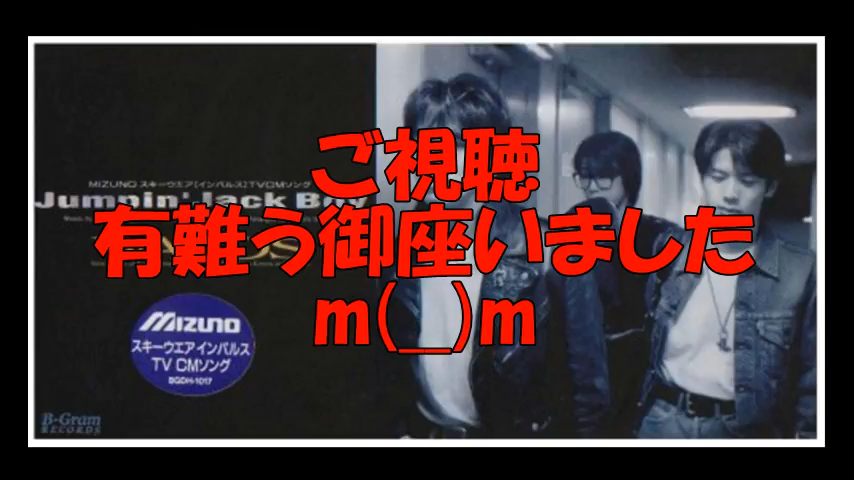 ご視聴
有難う御座いました
m(_)m
MIZUNO スキーウエア[インパルス]TVCMソング
Jumpin' Jack Boy
MIZUNO
スキーウエア インパルス
TV CMソング
BGDH-1017
B-Gram
RECORDS